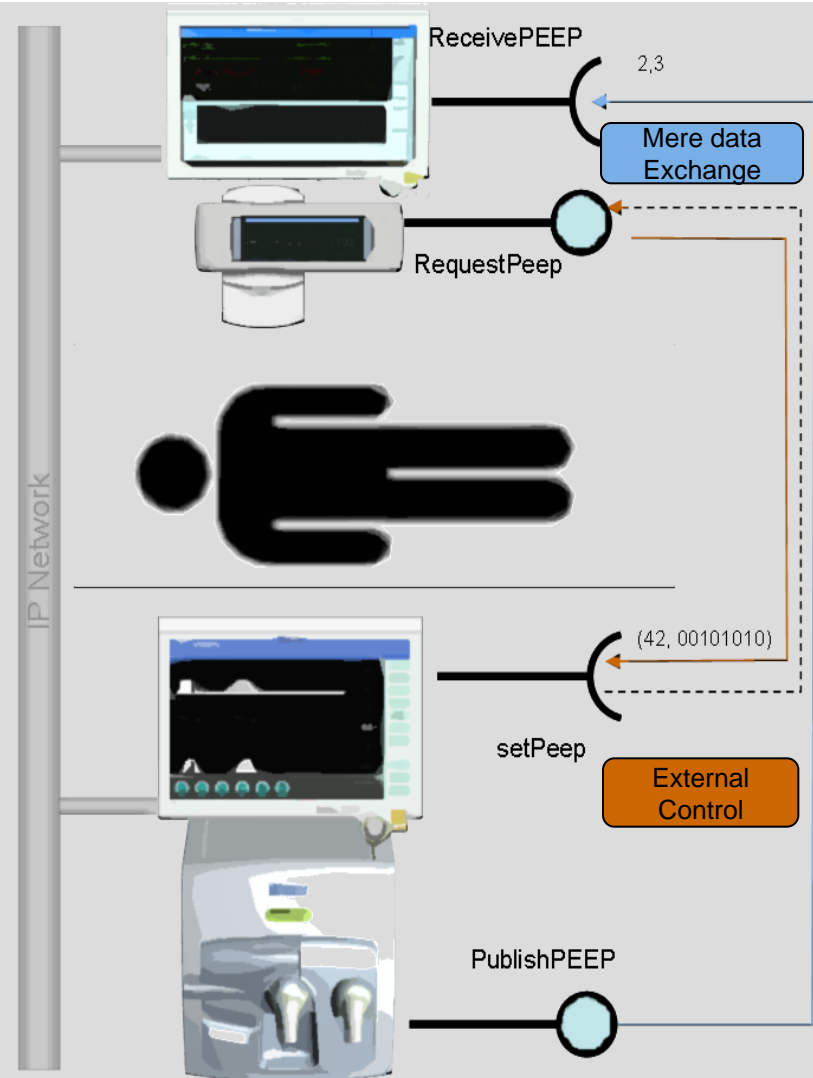 ReceivePEEP
2,3
Mere data
Exchange
RequestPeep
IP Network
(42, 00101010)
setPeep
External
Control
PublishPEEP